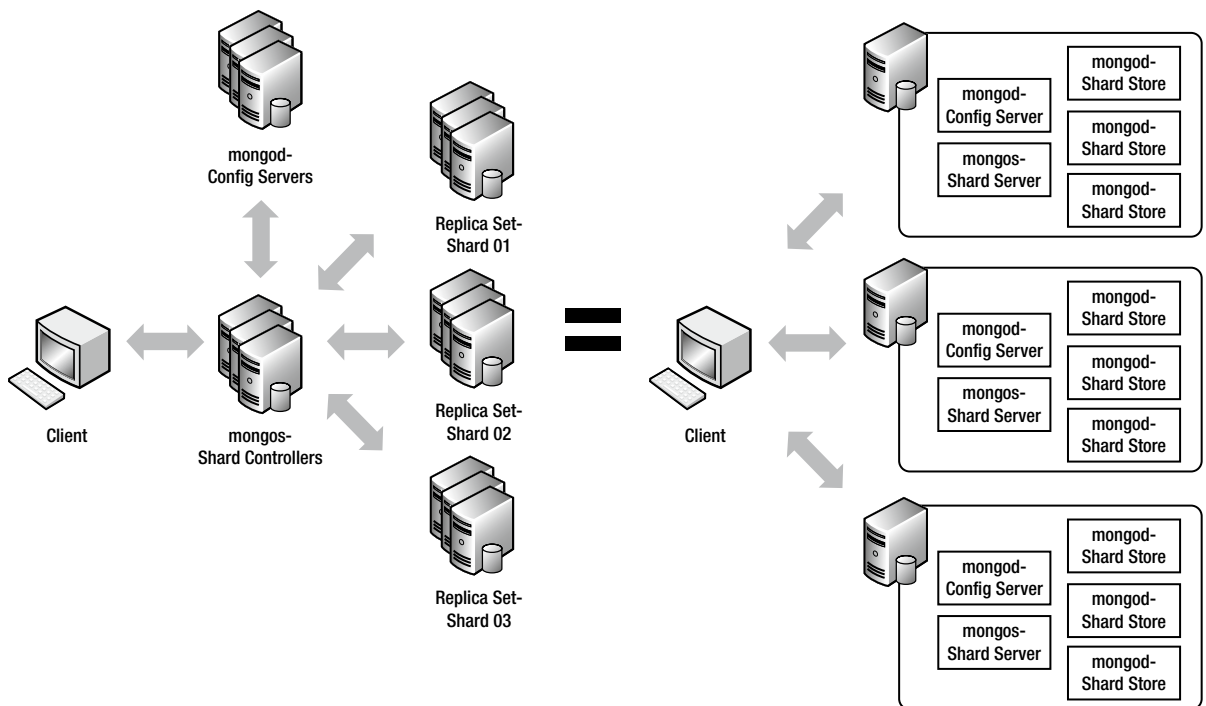 mongod-
Config Servers
Replica Set-
Shard 01
Client
mongos-
Shard Controllers
Replica Set-
Shard 02
Replica Set-
Shard 03
Client
mongod-
Config Server
mongos-
Shard Server
mongod-
Shard Store
mongod-
Shard Store
mongod-
Shard Store
mongod-
Config Server
mongos-
Shard Server
mongod-
Shard Store
mongod-
Shard Store
mongod-
Shard Store
mongod-
Config Server
mongos-
Shard Server
mongod-
Shard Store
mongod-
Shard Store
mongod-
Shard Store